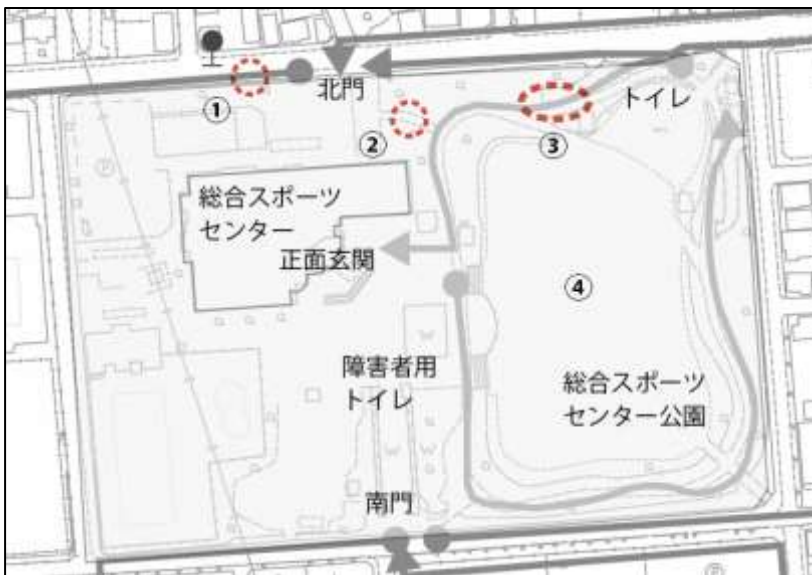 北門
トイレ
①
②
③
総合スポーツ
センター
正面玄関
④
障害者用
トイレ
総合スポーツ
センター公園
南門
P
P